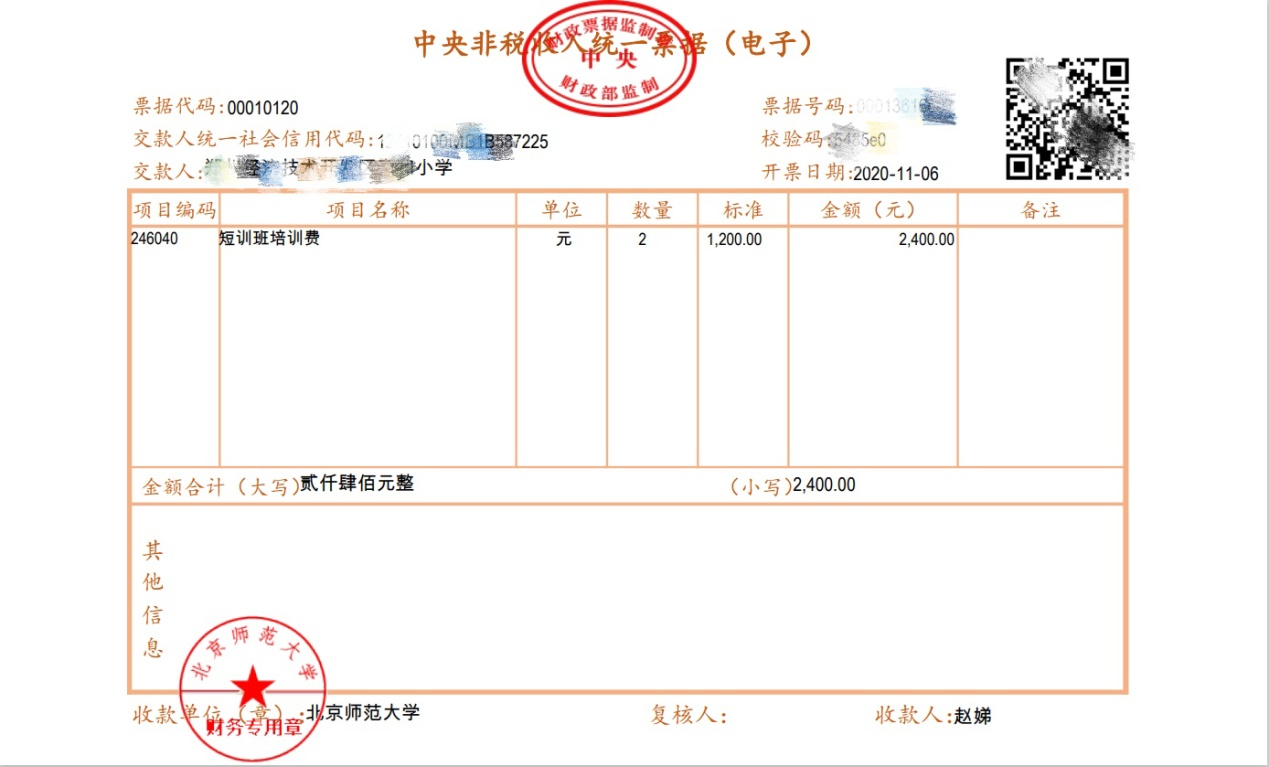 中央非税收入统一票据（电子）
财政票据监制章
中央
财政部监制
票据代码:00010120
票据号码:
交款人统一社会信用代码:
校验码:
交款人: 小学
开票日期:2020-11-06
项目编码 项目名称 单位 数量 标准 金额（元） 备注
246040 短训班培训费 元 2 1,200.00 2,400.00
金额合计（大写）贰仟肆佰元整 （小写）2,400.00
其他信息
北京师范大学
财务专用章
收款单位（章）:北京师范大学 复核人: 收款人:赵娣